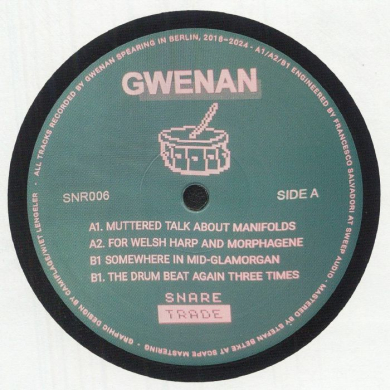 ALL TRACKS RECORDED BY GWENAN SPEARING IN BERLIN, 2016-2024 - A1/A2/B1 ENGINEERED BY FRANCESCO SALVADORI AT SWEEP AUDIO · MASTERED BY STEFAN BETKE AT SCAPE MASTERING · GRAPHIC DESIGN BY
GWENAN
SNR006
SIDE A
A1. MUTTERED TALK ABOUT MANIFOLDS
A2. FOR WELSH HARP AND MORPHAGENE
B1 SOMEWHERE IN MID-GLAMORGAN
B1. THE DRUM BEAT AGAIN THREE TIMES
SNARE
TRADE